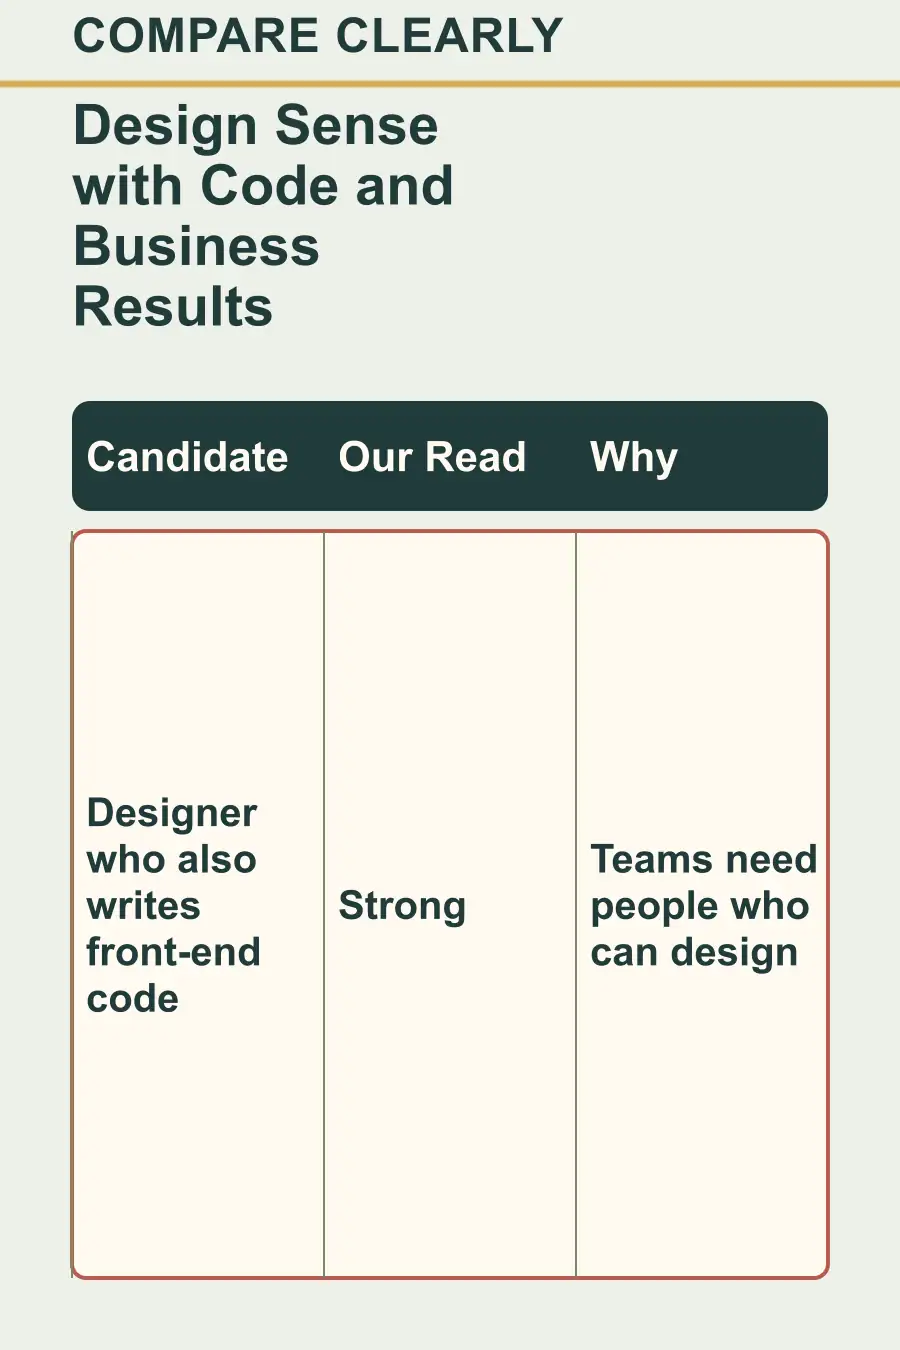 COMPARE CLEARLY
Design Sense
with Code and
Business
Results
Candidate
Our Read
Why
Designer
who also
writes
front-end
code
Strong
Teams need
people who
can design